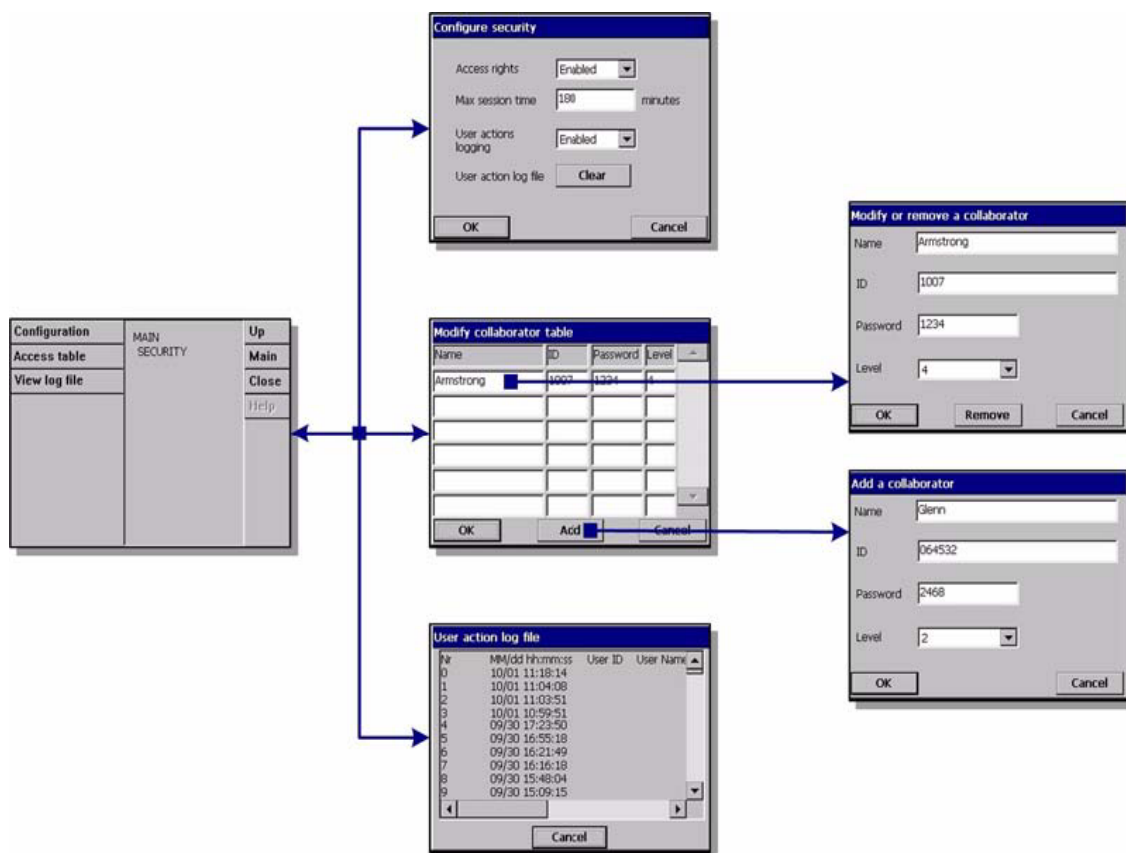 Configure security
Access rights Enabled
Max session time 180 minutes
User actions logging Enabled
User action log file Clear
OK Cancel
Configuration
Access table
View log file
MAIN
SECURITY
Up
Main
Close
Help
Modify collaborator table
Name ID Password Level
Armstrong 1007 1234 4
OK Add Cancel
Modify or remove a collaborator
Name Armstrong
ID 1007
Password 1234
Level 4
OK Remove Cancel
Add a collaborator
Name Glenn
ID 064532
Password 2468
Level 2
OK Cancel
User action log file
Nr MM/dd hh:mm:ss User ID User Name
0 10/01 11:18:14
1 10/01 11:04:08
2 10/01 11:03:51
3 10/01 10:59:51
4 09/30 17:23:50
5 09/30 16:55:18
6 09/30 16:21:49
7 09/30 16:16:18
8 09/30 15:48:04
9 09/30 15:09:15
Cancel